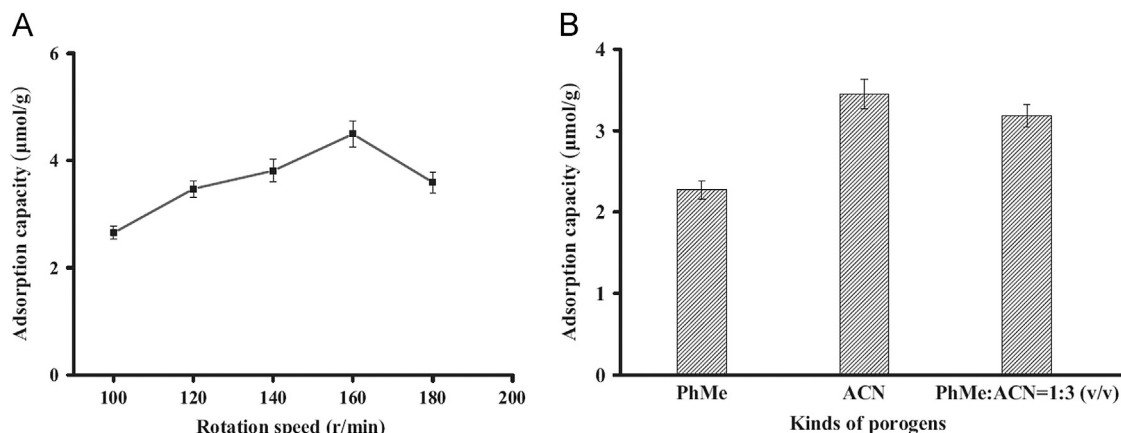 A
Adsorption capacity (μmol/g)
6
4
2
0
100 120 140 160 180 200
Rotation speed (r/min)
B
Adsorption capacity (μmol/g)
4
3
2
1
0
PhMe ACN PhMe:ACN=1:3 (v/v)
Kinds of porogens